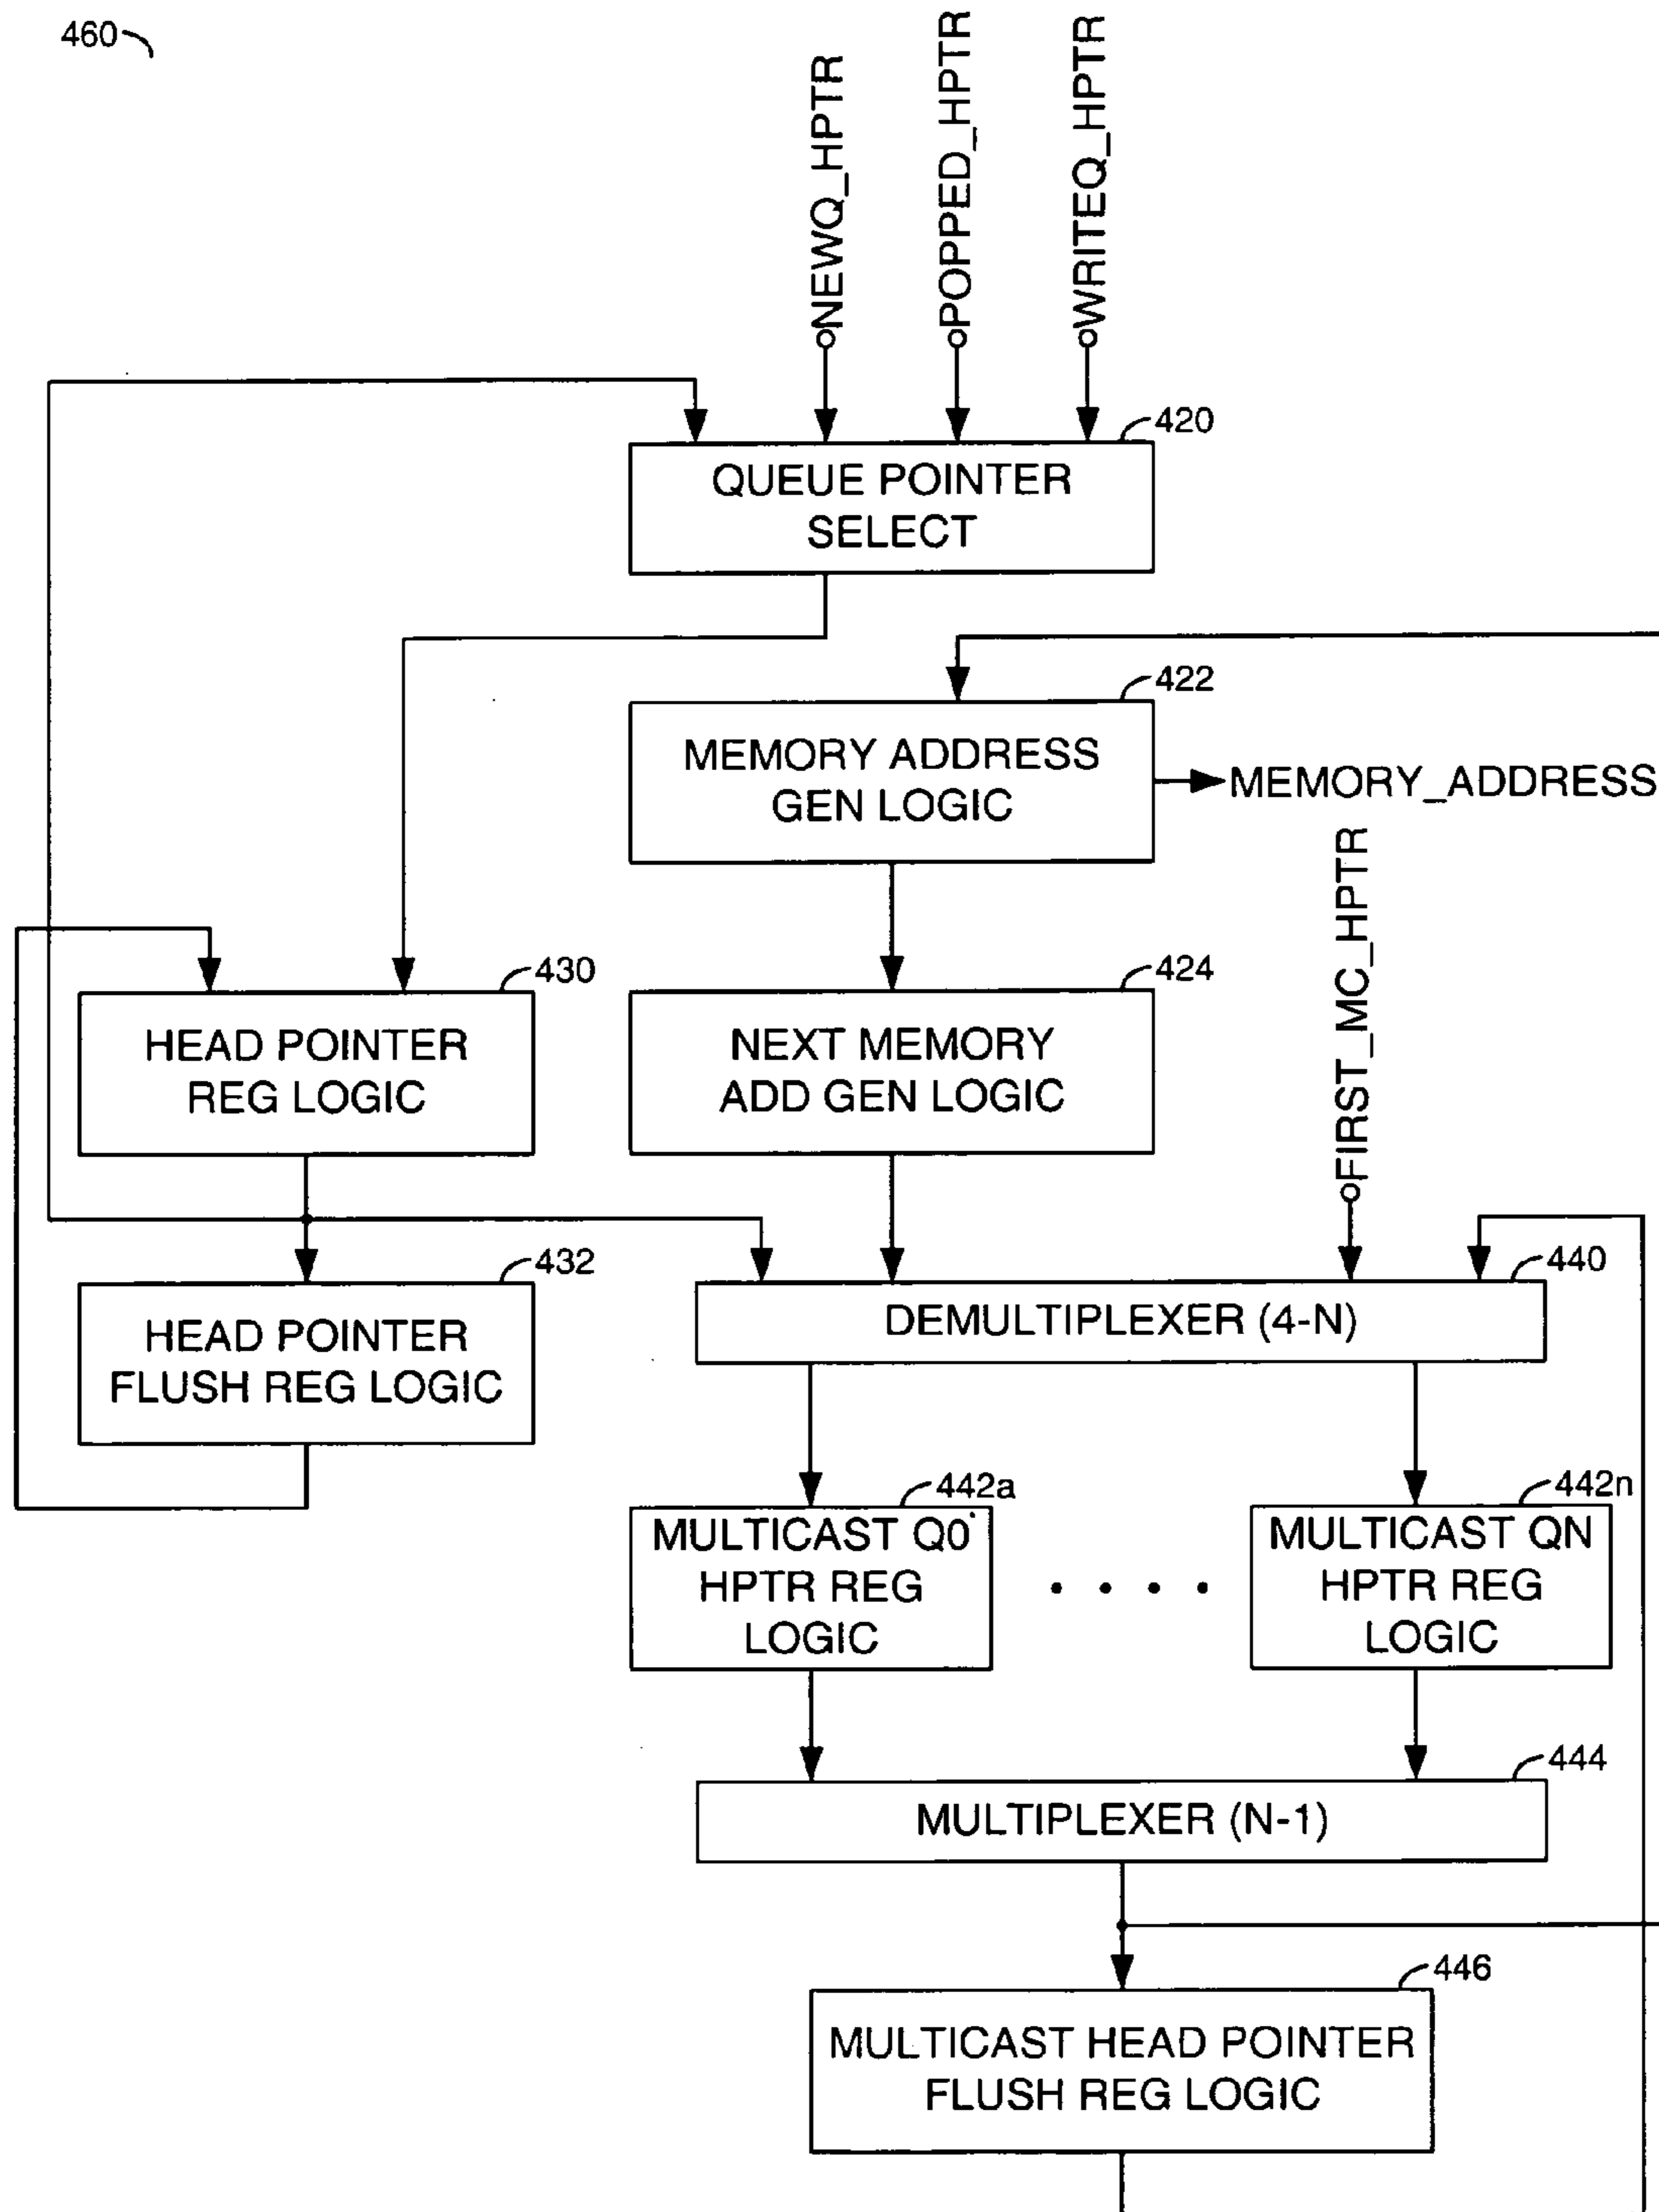 460
NEWQ_HPTR
POPPED_HPTR
WRITEQ_HPTR
420
QUEUE POINTER
SELECT
422
MEMORY ADDRESS
GEN LOGIC
MEMORY_ADDRESS
FIRST_MC_HPTR
430
HEAD POINTER
REG LOGIC
424
NEXT MEMORY
ADD GEN LOGIC
432
HEAD POINTER
FLUSH REG LOGIC
440
DEMULTIPLEXER (4-N)
442a
MULTICAST Q0
HPTR REG
LOGIC
. . . .
442n
MULTICAST QN
HPTR REG
LOGIC
444
MULTIPLEXER (N-1)
446
MULTICAST HEAD POINTER
FLUSH REG LOGIC